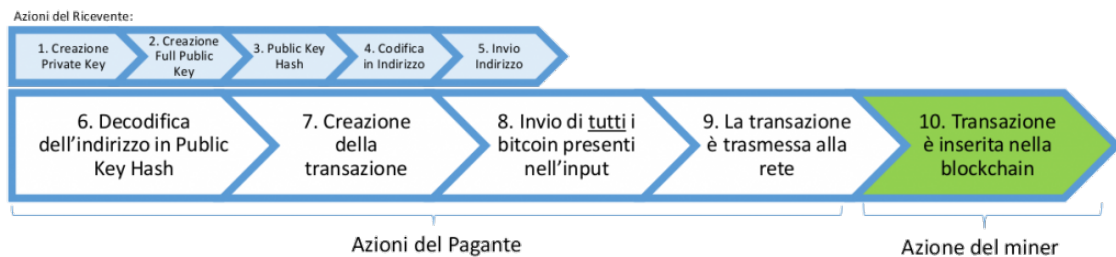 Azioni del Ricevente:
1. Creazione
Private Key
2. Creazione
Full Public
Key
3. Public Key
Hash
4. Codifica
in Indirizzo
5. Invio
Indirizzo
6. Decodifica
dell'indirizzo in Public
Key Hash
7. Creazione
della
transazione
8. Invio di tutti i
bitcoin presenti
nell'input
9. La transazione
è trasmessa alla
rete
10. Transazione
è inserita nella
blockchain
Azioni del Pagante
Azione del miner